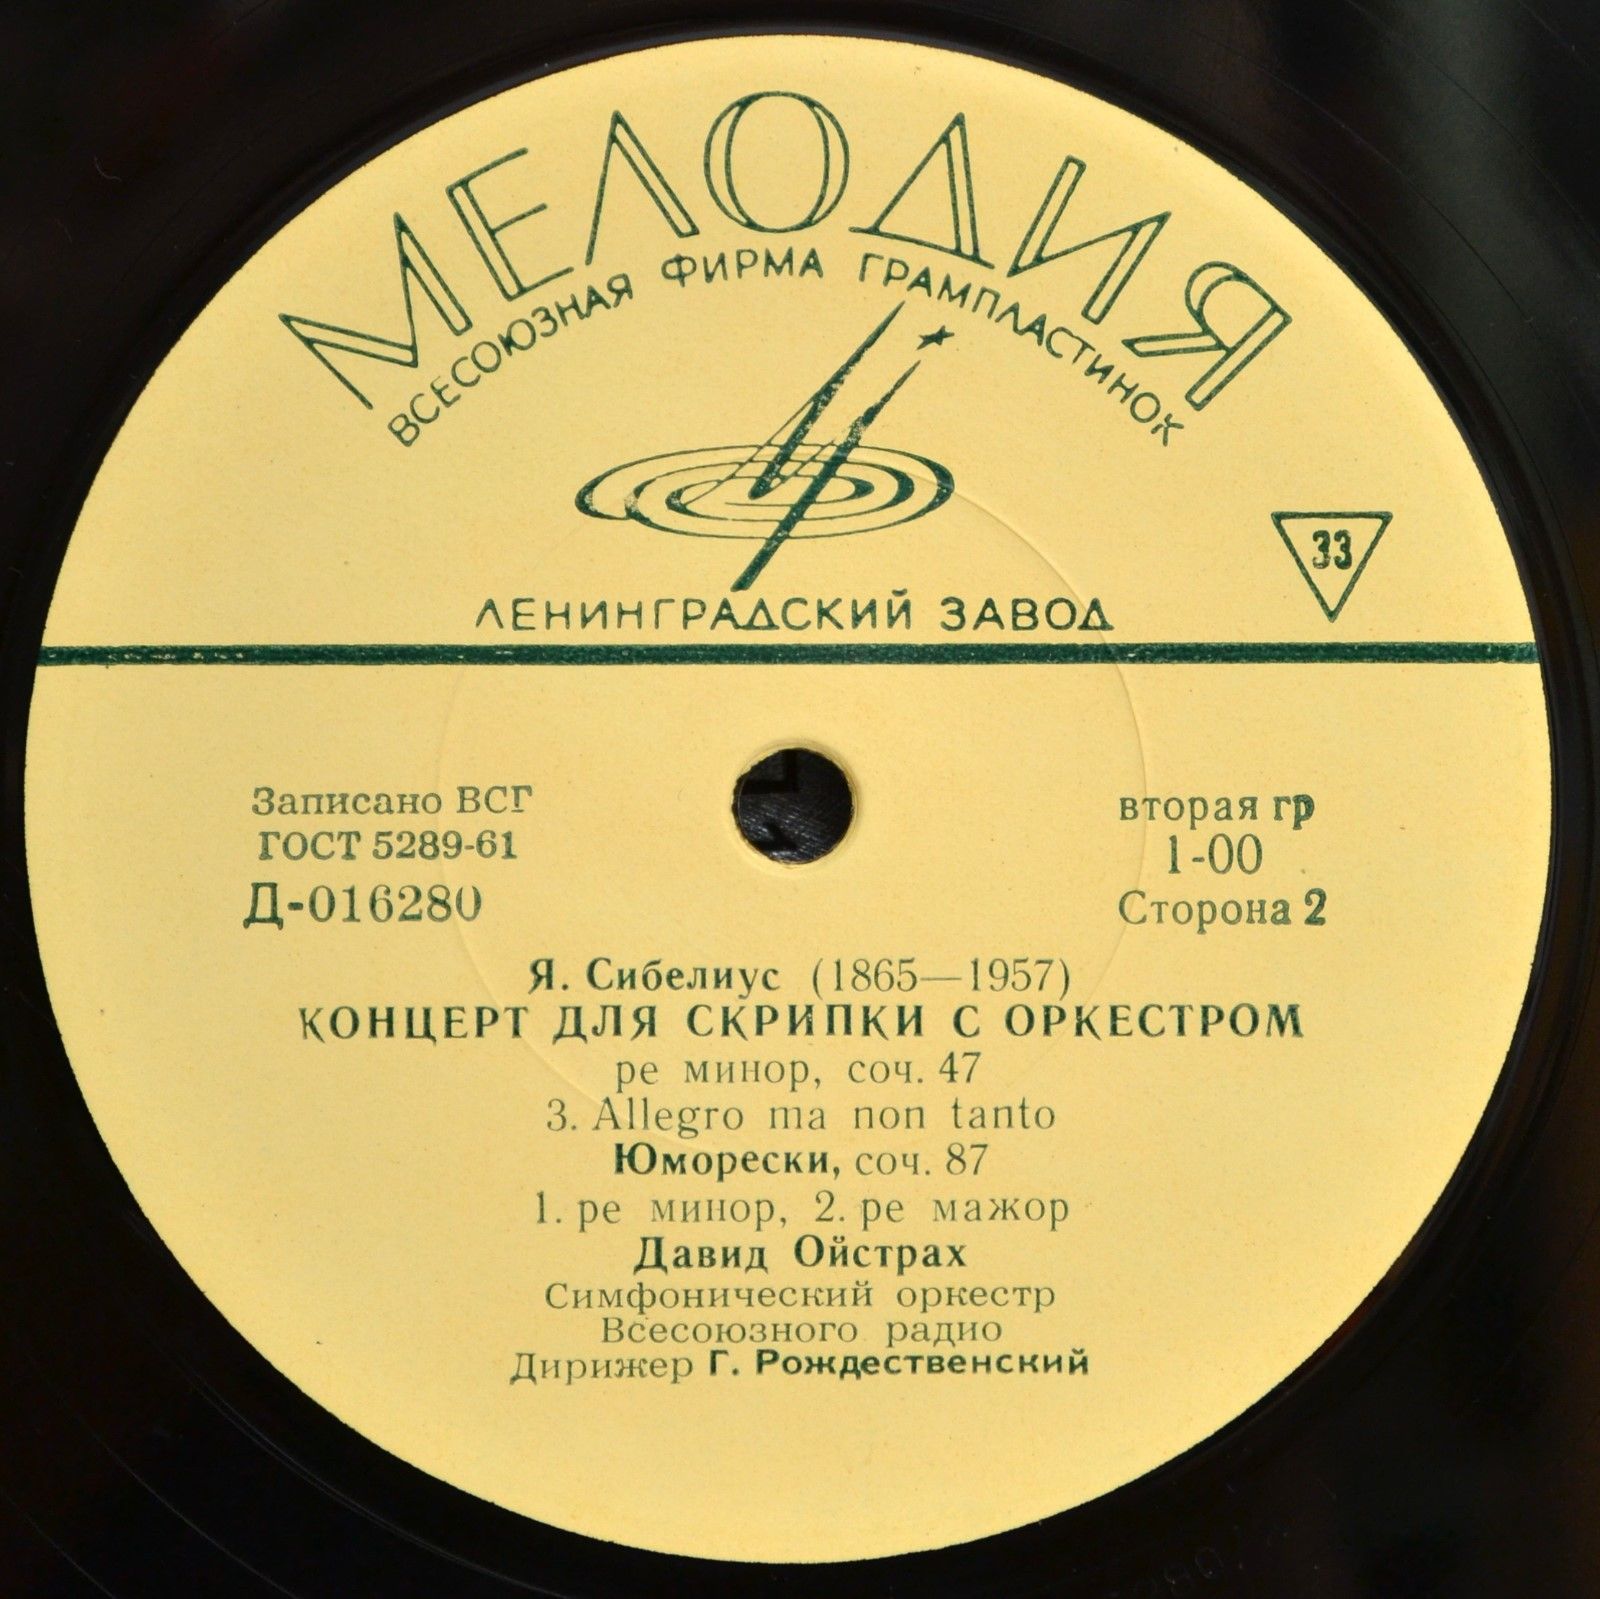 МЕЛОДИЯ
ВСЕСОЮЗНАЯ ФИРМА ГРАМПЛАСТИНОК
33
ЛЕНИНГРАДСКИЙ ЗАВОД
Записано ВСГ
ГОСТ 5289-61
Д-016280
вторая гр
1-00
Сторона 2
Я. Сибелиус (1865—1957)
КОНЦЕРТ ДЛЯ СКРИПКИ С ОРКЕСТРОМ
ре минор, соч. 47
3. Allegro ma non tanto
Юморески, соч. 87
1. ре минор, 2. ре мажор
Давид Ойстрах
Симфонический оркестр
Всесоюзного радио
Дирижер Г. Рождественский